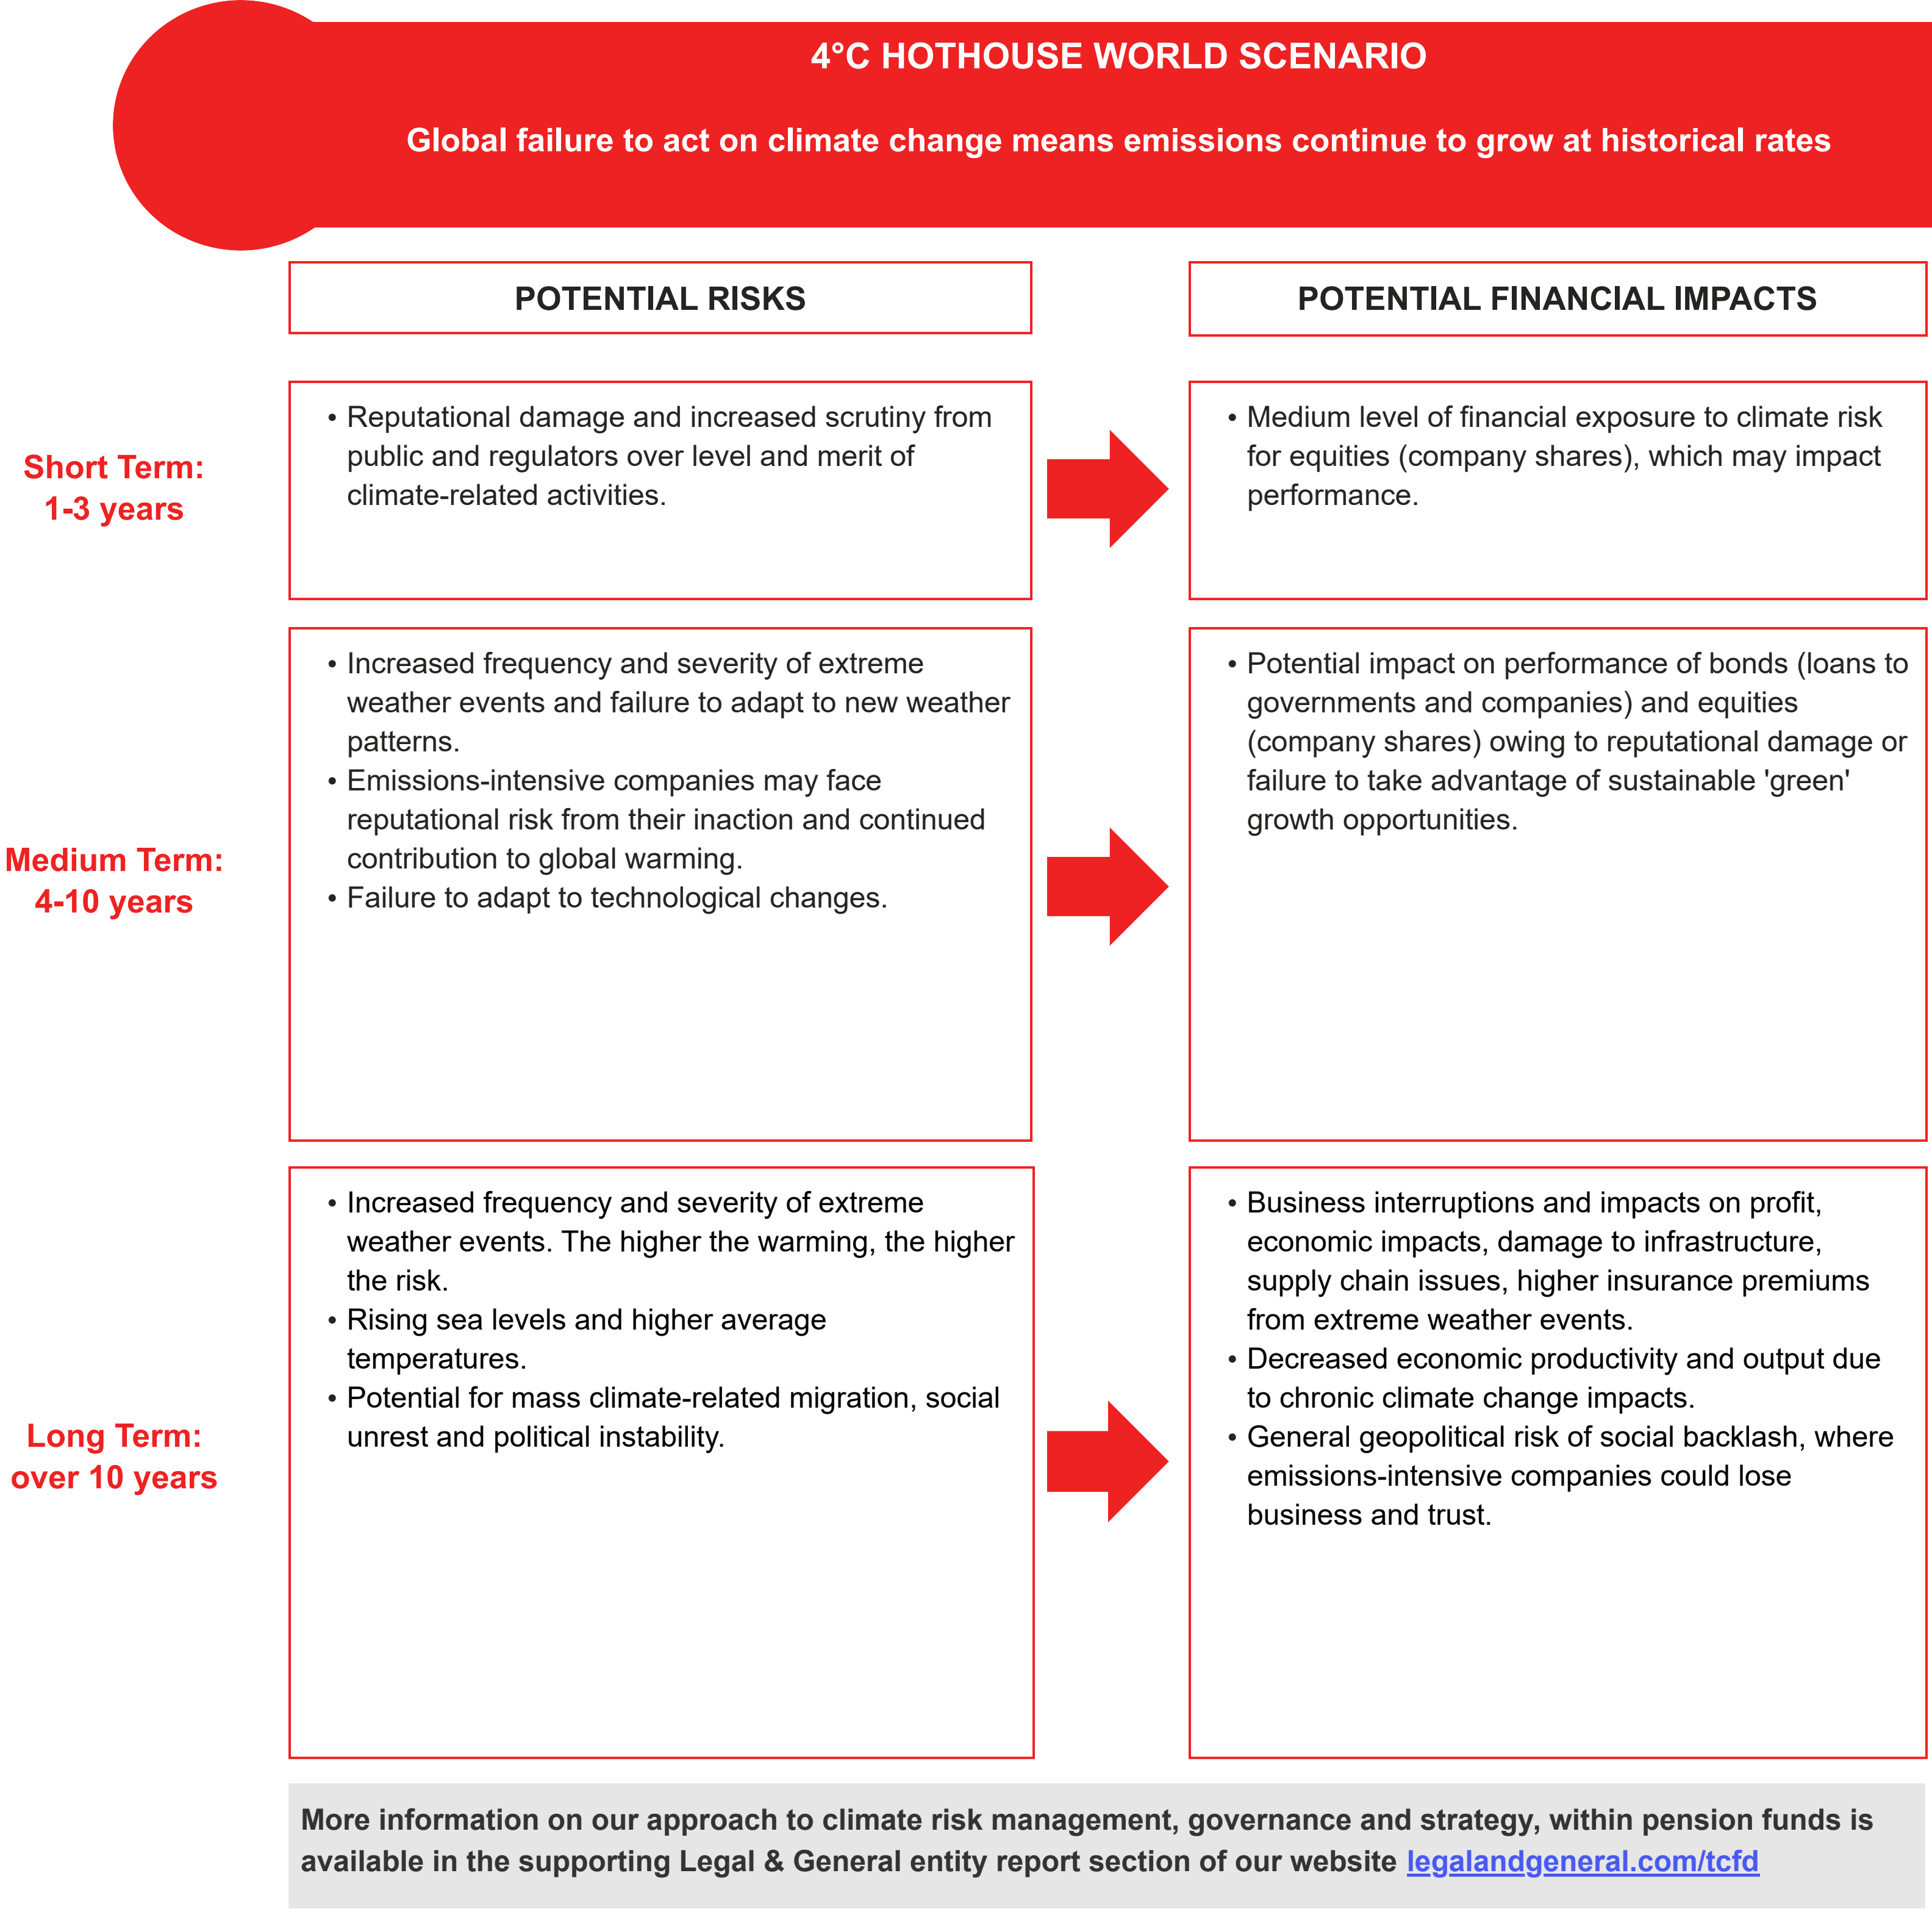 4°C HOTHOUSE WORLD SCENARIO
Global failure to act on climate change means emissions continue to grow at historical rates
POTENTIAL RISKS
POTENTIAL FINANCIAL IMPACTS
Short Term:
1-3 years
• Reputational damage and increased scrutiny from
public and regulators over level and merit of
climate-related activities.
• Medium level of financial exposure to climate risk
for equities (company shares), which may impact
performance.
Medium Term:
4-10 years
• Increased frequency and severity of extreme
weather events and failure to adapt to new weather
patterns.
• Emissions-intensive companies may face
reputational risk from their inaction and continued
contribution to global warming.
• Failure to adapt to technological changes.
• Potential impact on performance of bonds (loans to
governments and companies) and equities
(company shares) owing to reputational damage or
failure to take advantage of sustainable 'green'
growth opportunities.
Long Term:
over 10 years
• Increased frequency and severity of extreme
weather events. The higher the warming, the higher
the risk.
• Rising sea levels and higher average
temperatures.
• Potential for mass climate-related migration, social
unrest and political instability.
• Business interruptions and impacts on profit,
economic impacts, damage to infrastructure,
supply chain issues, higher insurance premiums
from extreme weather events.
• Decreased economic productivity and output due
to chronic climate change impacts.
• General geopolitical risk of social backlash, where
emissions-intensive companies could lose
business and trust.
More information on our approach to climate risk management, governance and strategy, within pension funds is
available in the supporting Legal & General entity report section of our website legalandgeneral.com/tcfd